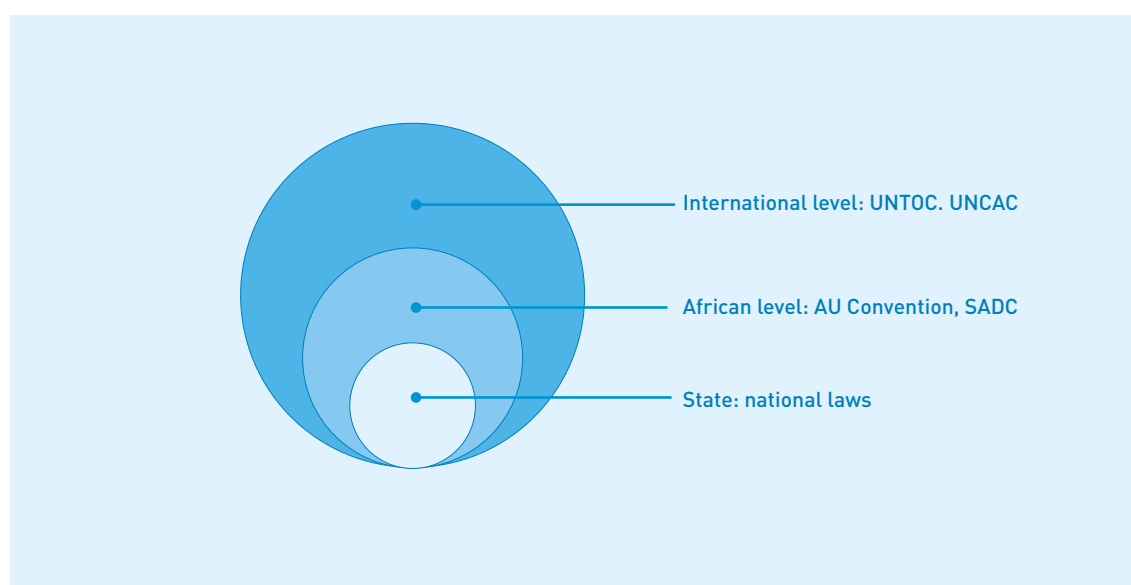 International level: UNTOC. UNCAC
African level: AU Convention, SADC
State: national laws